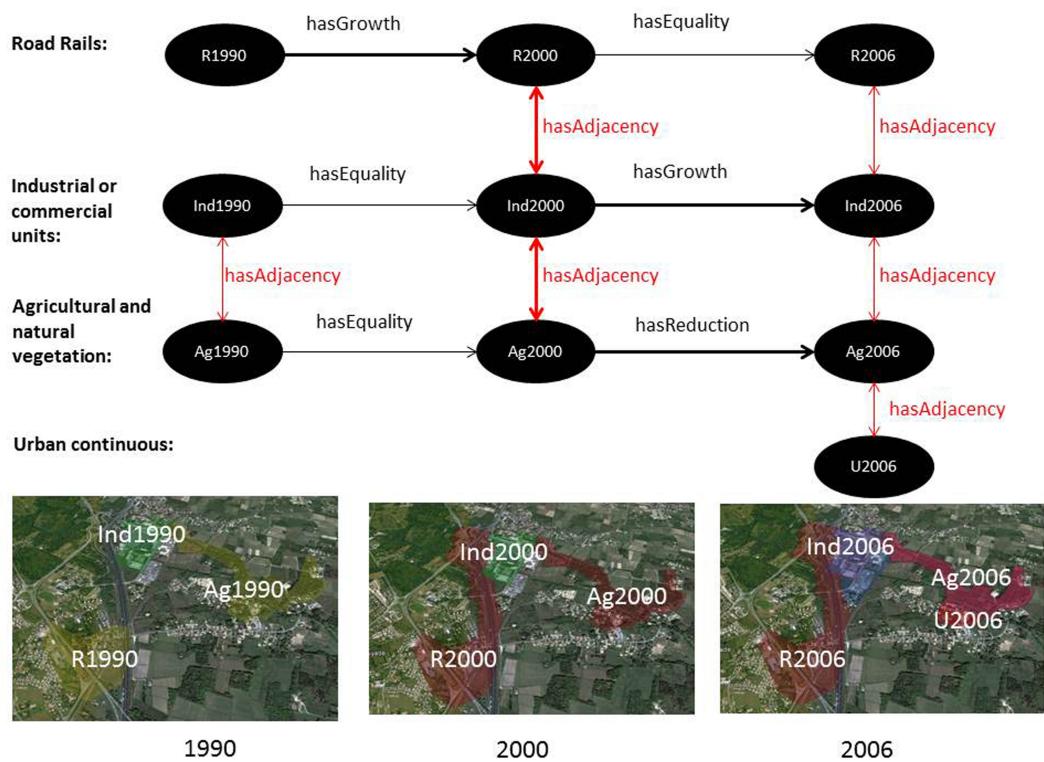 hasGrowth
hasEquality
Road Rails:
R1990
R2000
R2006
hasAdjacency
hasAdjacency
hasEquality
hasGrowth
Industrial or
commercial
units:
Ind1990
Ind2000
Ind2006
hasAdjacency
hasAdjacency
hasAdjacency
Agricultural and
natural
vegetation:
hasEquality
hasReduction
Ag1990
Ag2000
Ag2006
hasAdjacency
Urban continuous:
U2006
Ind1990
Ag1990
R1990
Ind2000
Ag2000
R2000
Ind2006
Ag2006
U2006
R2006
1990
2000
2006